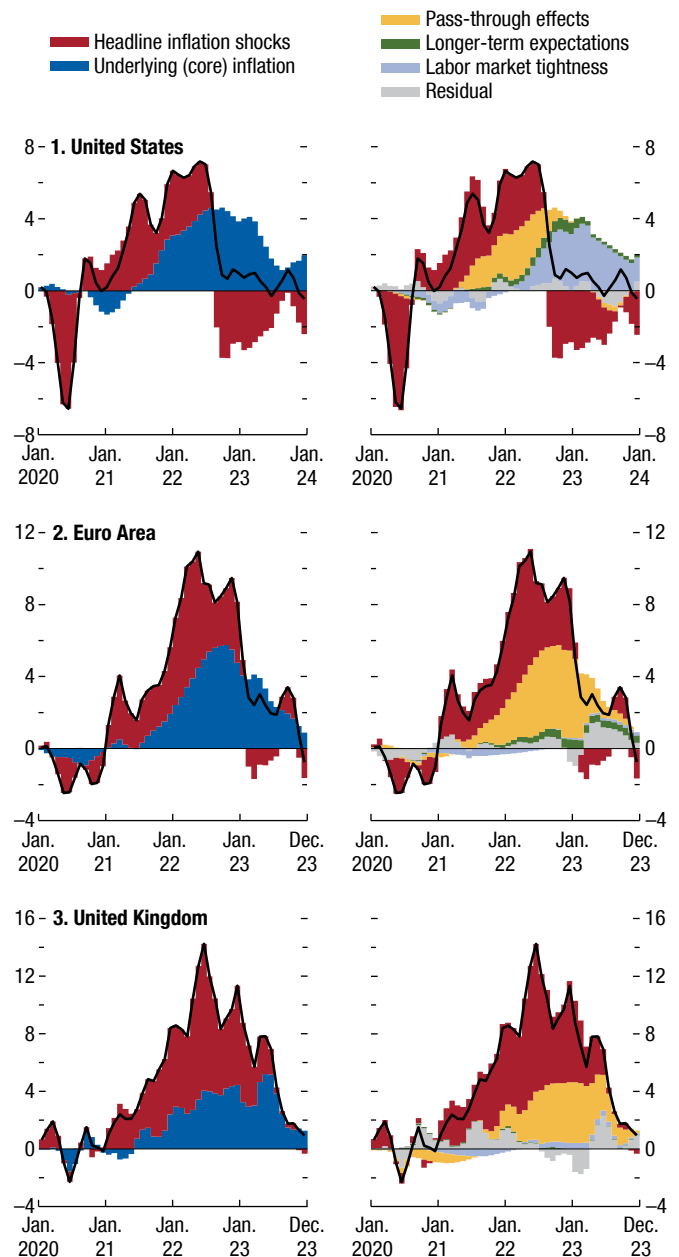 Headline inflation shocks
Underlying (core) inflation
Pass-through effects
Longer-term expectations
Labor market tightness
Residual
1. United States
8
4
0
–4
–8
8
4
0
–4
–8
Jan. 2020
Jan. 21
Jan. 22
Jan. 23
Jan. 24
Jan. 2020
Jan. 21
Jan. 22
Jan. 23
Jan. 24
2. Euro Area
12
8
4
0
–4
12
8
4
0
–4
Jan. 2020
Jan. 21
Jan. 22
Jan. 23
Dec. 23
Jan. 2020
Jan. 21
Jan. 22
Jan. 23
Dec. 23
3. United Kingdom
16
12
8
4
0
–4
16
12
8
4
0
–4
Jan. 2020
Jan. 21
Jan. 22
Jan. 23
Dec. 23
Jan. 2020
Jan. 21
Jan. 22
Jan. 23
Dec. 23